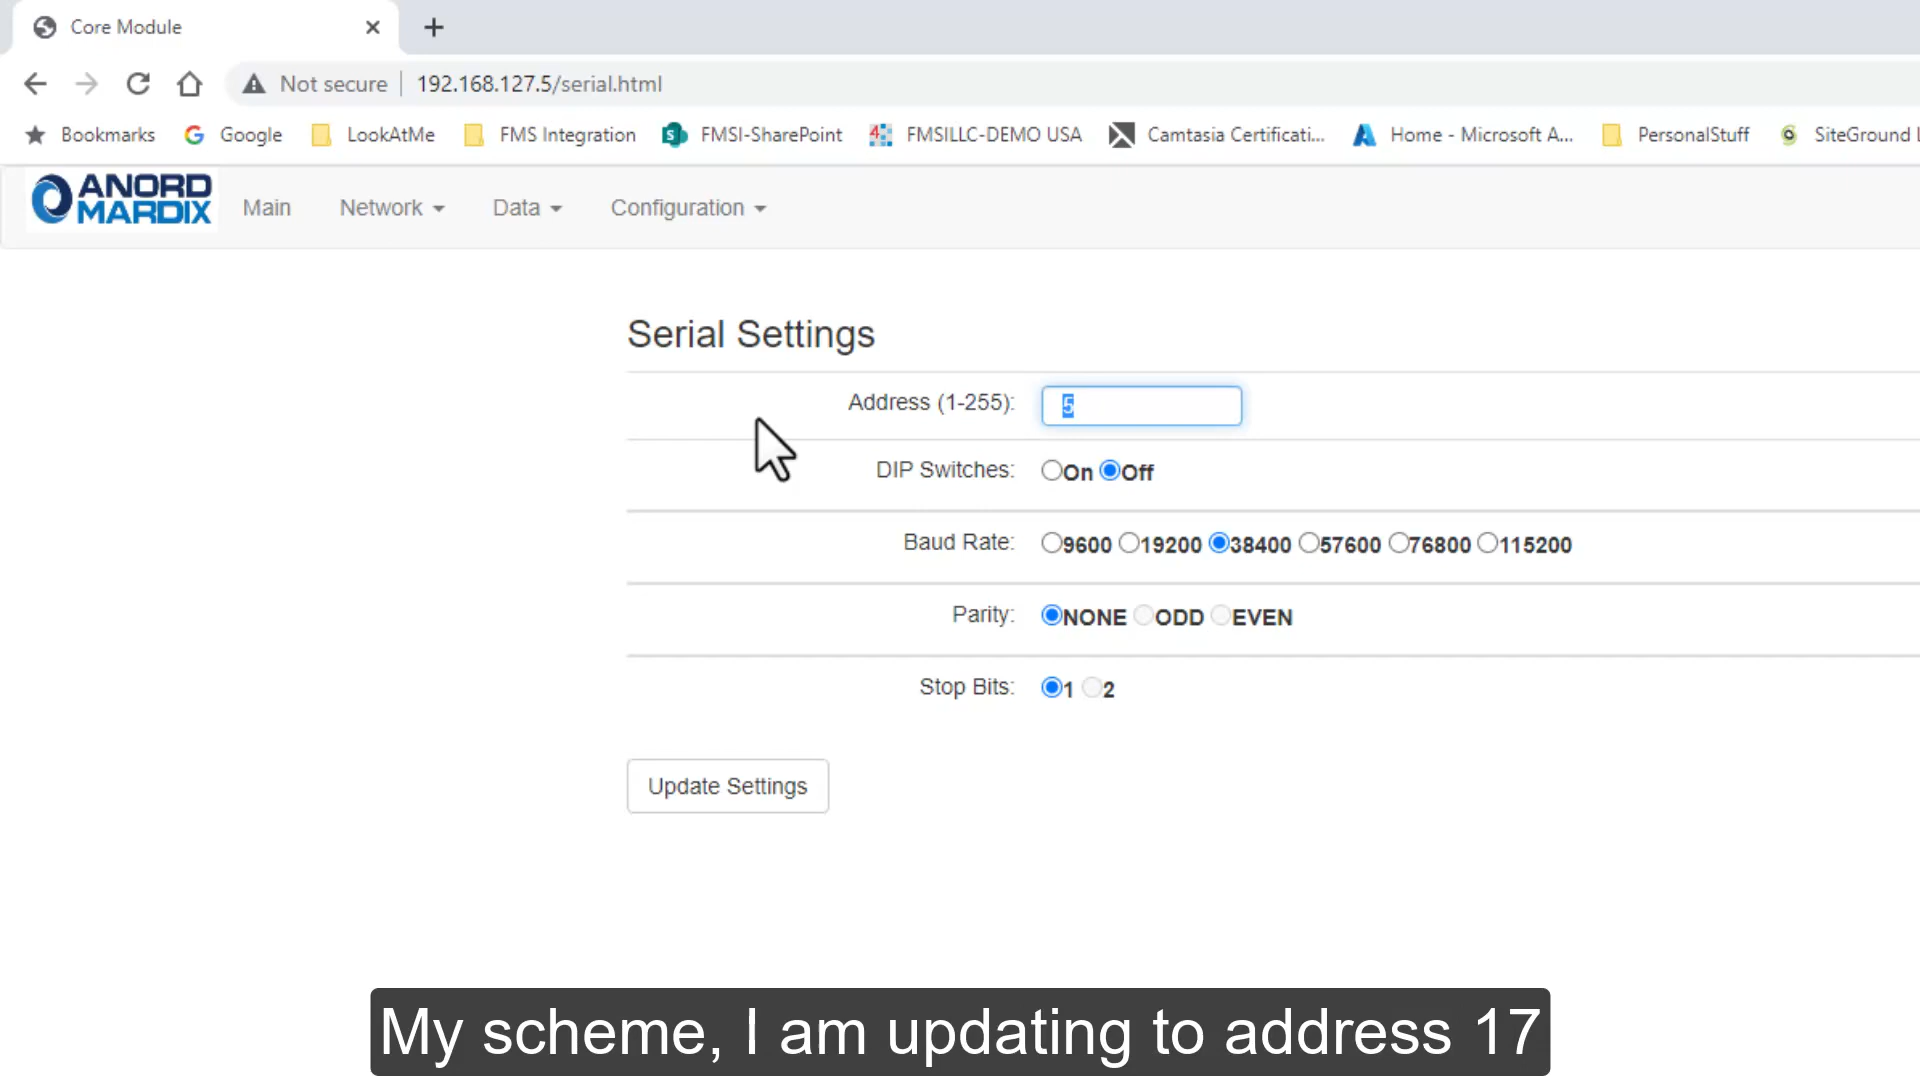 Core Module
Not secure 192.168.127.5/serial.html
Bookmarks Google LookAtMe FMS Integration FMSI-SharePoint FMSILLC-DEMO USA Camtasia Certificati... Home - Microsoft A... PersonalStuff SiteGround
ANORD MARDIX Main Network Data Configuration
Serial Settings
Address (1-255): 5
DIP Switches: On Off
Baud Rate: 9600 19200 38400 57600 76800 115200
Parity: NONE ODD EVEN
Stop Bits: 1 2
Update Settings
My scheme, I am updating to address 17